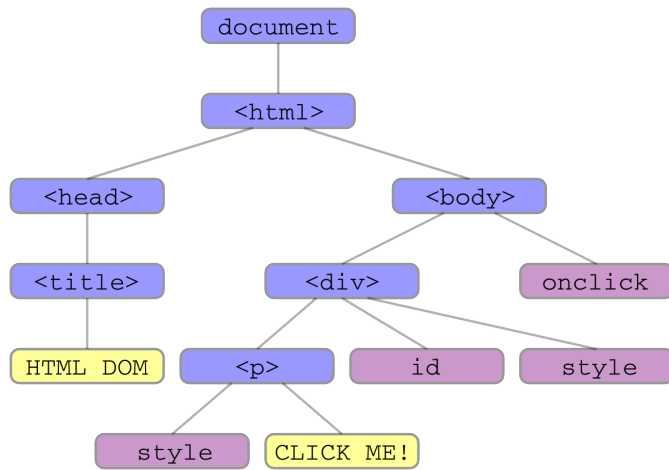 document
<html>
<head>
<body>
<title>
<div>
onclick
HTML DOM
<p>
id
style
style
CLICK ME!